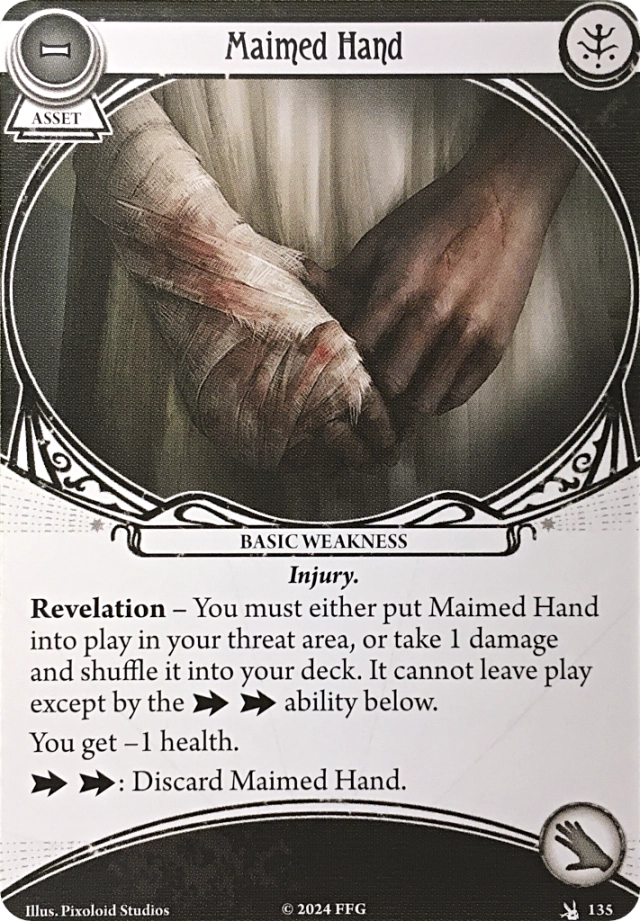 Maimed Hand
ASSET
BASIC WEAKNESS
Injury.
Revelation – You must either put Maimed Hand
into play in your threat area, or take 1 damage
and shuffle it into your deck. It cannot leave play
except by the ability below.
You get –1 health.
: Discard Maimed Hand.
Illus. Pixoloid Studios
© 2024 FFG
135